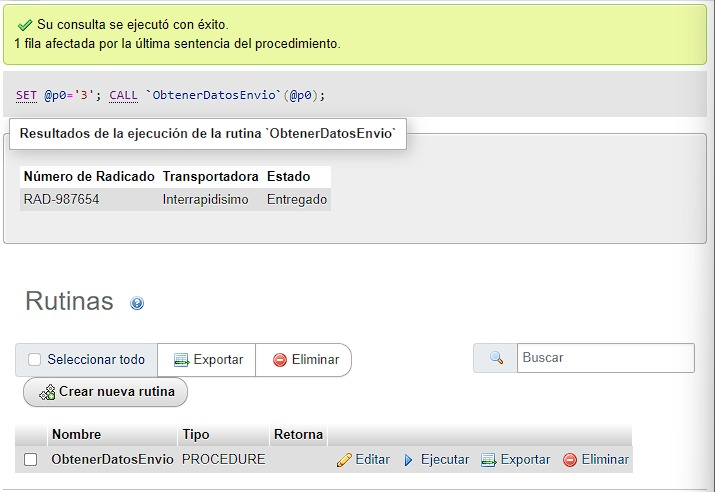 Su consulta se ejecutó con éxito.
1 fila afectada por la última sentencia del procedimiento.
SET @p0='3'; CALL `ObtenerDatosEnvio`(@p0);
Resultados de la ejecución de la rutina `ObtenerDatosEnvio`
Número de Radicado Transportadora Estado
RAD-987654 Interrapidisimo Entregado
Rutinas
Seleccionar todo Exportar Eliminar Buscar
Crear nueva rutina
Nombre Tipo Retorna
ObtenerDatosEnvio PROCEDURE Editar Ejecutar Exportar Eliminar